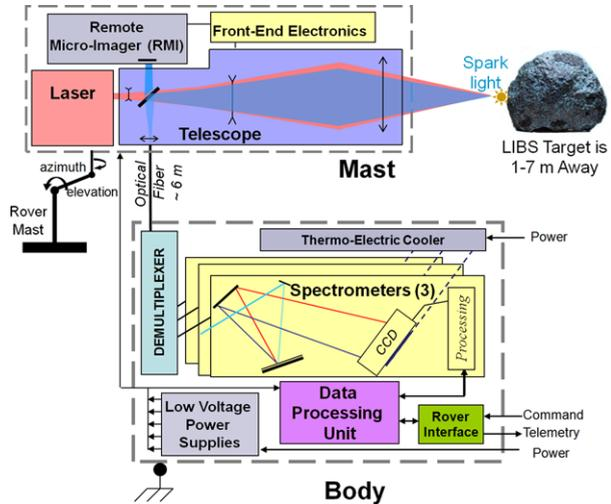 Remote
Micro-Imager (RMI)
Front-End Electronics
Laser
Telescope
Spark
light
LIBS Target is
1-7 m Away
Mast
azimuth
elevation
Rover
Mast
Optical
Fiber
~ 6 m
Thermo-Electric Cooler
Power
DEMULTIPLEXER
Spectrometers (3)
CCD
Processing
Low Voltage
Power
Supplies
Data
Processing
Unit
Rover
Interface
Command
Telemetry
Power
Body